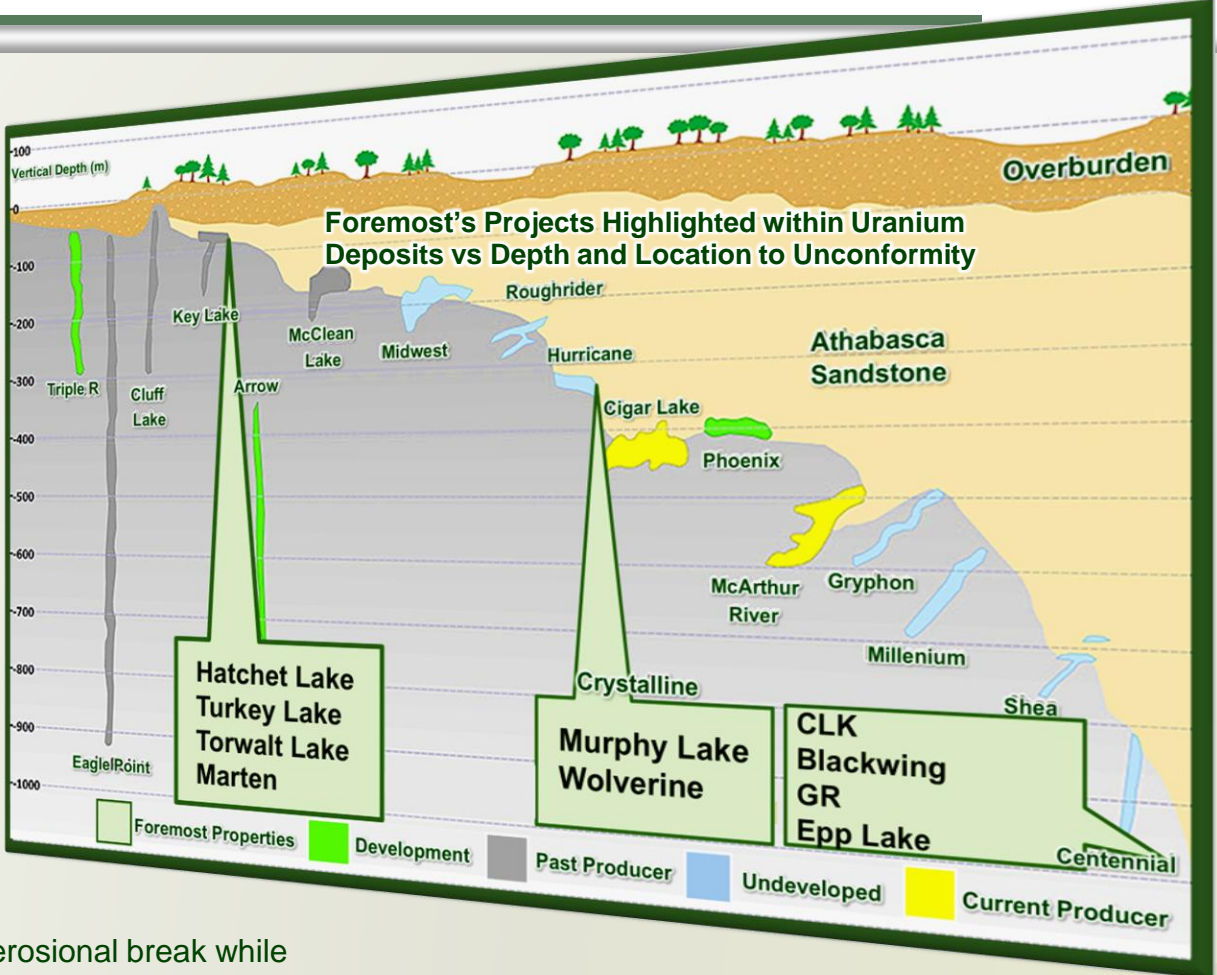 -100
Vertical Depth (m)
-0
-100
-200
-300
-400
-500
-600
-700
-800
-900
-1000
Overburden
Foremost's Projects Highlighted within Uranium
Deposits vs Depth and Location to Unconformity
Athabasca
Sandstone
Triple R
Eagle Point
Cluff
Lake
Key Lake
Arrow
McClean
Lake
Midwest
Roughrider
Hurricane
Cigar Lake
Phoenix
McArthur
River
Gryphon
Millenium
Shea
Centennial
Crystalline
Hatchet Lake
Turkey Lake
Torwalt Lake
Marten
Murphy Lake
Wolverine
CLK
Blackwing
GR
Epp Lake
Foremost Properties
Development
Past Producer
Undeveloped
Current Producer
erosional break while